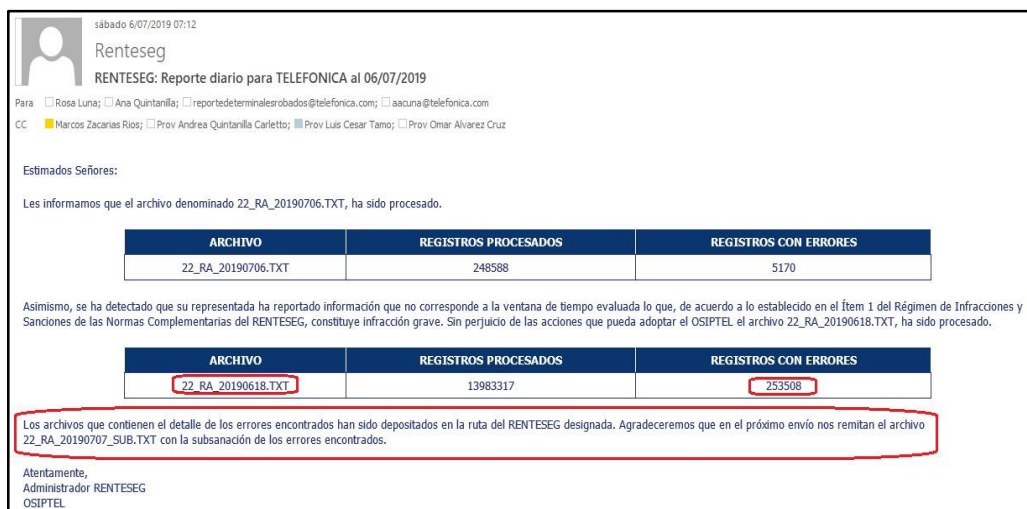 sábado 6/07/2019 07:12
Renteseg
RENTESEG: Reporte diario para TELEFONICA al 06/07/2019
Para Rosa Luna; Ana Quintanilla; reportedeterminalesrobados@telefonica.com; aacuna@telefonica.com
CC Marcos Zacarias Rios; Prov Andrea Quintanilla Carletto; Prov Luis Cesar Tamo; Prov Omar Alvarez Cruz
Estimados Señores:
Les informamos que el archivo denominado 22_RA_20190706.TXT, ha sido procesado.
ARCHIVO REGISTROS PROCESADOS REGISTROS CON ERRORES
22_RA_20190706.TXT 248588 5170
Asimismo, se ha detectado que su representada ha reportado información que no corresponde a la ventana de tiempo evaluada lo que, de acuerdo a lo establecido en el Ítem 1 del Régimen de Infracciones y
Sanciones de las Normas Complementarias del RENTESEG, constituye infracción grave. Sin perjuicio de las acciones que pueda adoptar el OSIPTEL el archivo 22_RA_20190618.TXT, ha sido procesado.
ARCHIVO REGISTROS PROCESADOS REGISTROS CON ERRORES
22_RA_20190618.TXT 13983317 253508
Los archivos que contienen el detalle de los errores encontrados han sido depositados en la ruta del RENTESEG designada. Agradeceremos que en el próximo envío nos remitan el archivo
22_RA_20190707_SUB.TXT con la subsanación de los errores encontrados.
Atentamente,
Administrador RENTESEG
OSIPTEL